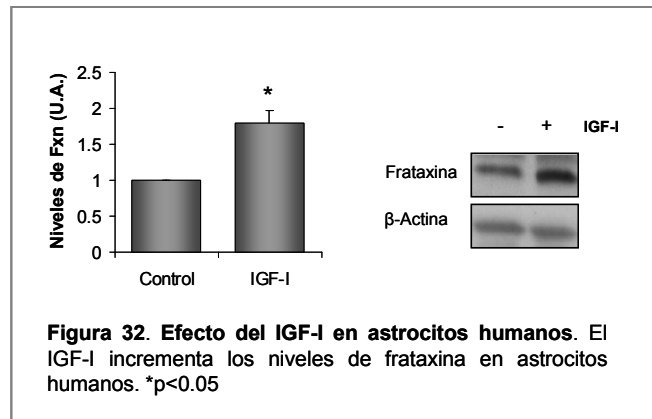 Niveles de Fxn (U.A.)
2.5
2
1.5
1
0.5
0
*
Control IGF-I
- + IGF-I
Frataxina
β-Actina
Figura 32. Efecto del IGF-I en astrocitos humanos. El
IGF-I incrementa los niveles de frataxina en astrocitos
humanos. *p<0.05